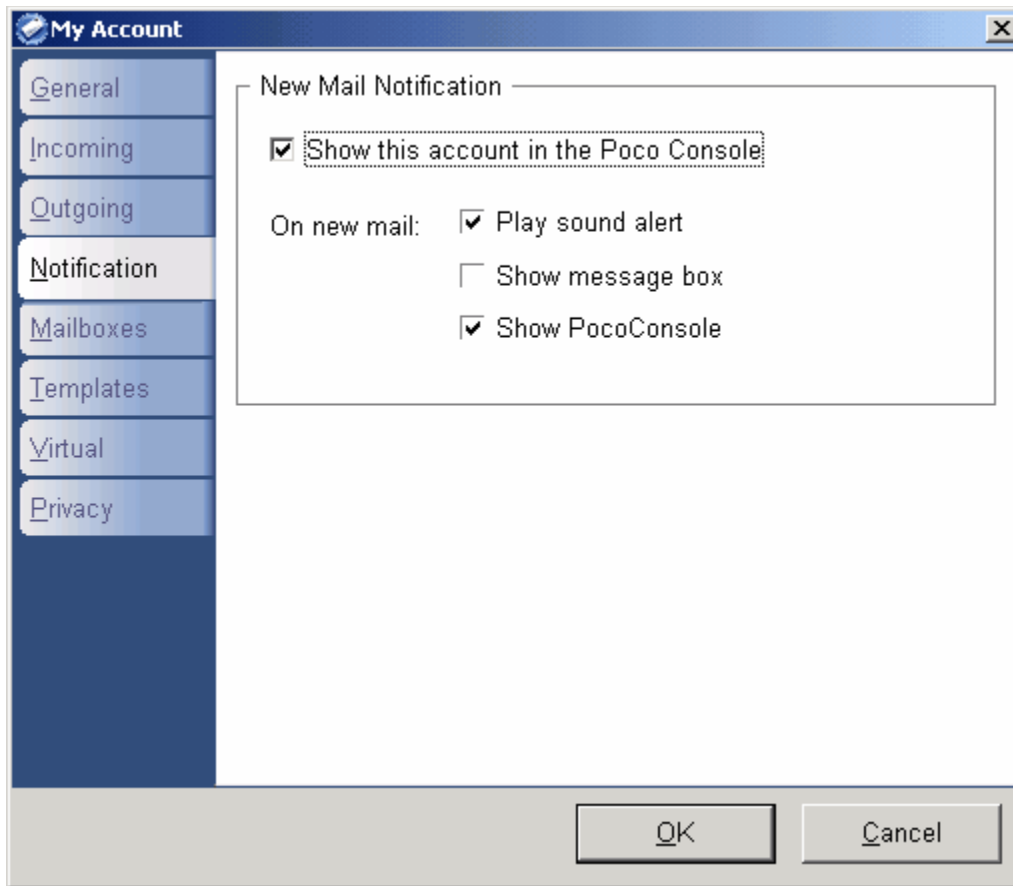 My Account
General
Incoming
Outgoing
Notification
Mailboxes
Templates
Virtual
Privacy
New Mail Notification
Show this account in the Poco Console
On new mail: Play sound alert
Show message box
Show PocoConsole
OK Cancel